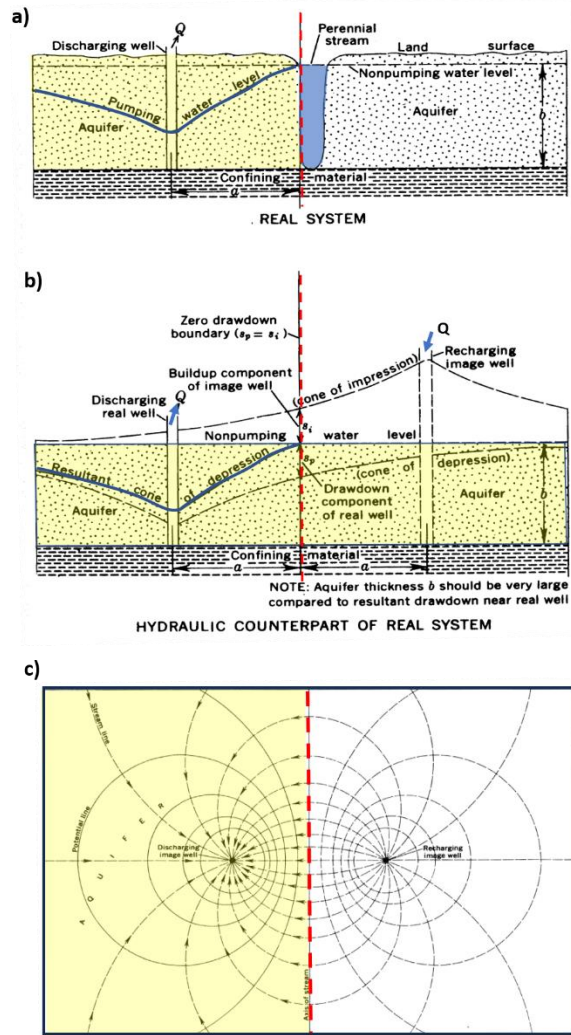 a)
Q
Discharging well
Perennial stream
Land surface
Nonpumping water level
Pumping water level
Aquifer
Aquifer
b
Confining material
a
REAL SYSTEM
b)
Zero drawdown
boundary (sp = si)
Q
Recharging
image well
Buildup component
of image well
(cone of impression)
Discharging
real well
Q
si
Nonpumping water level
sp
Resultant cone of depression
(cone of depression)
Drawdown
component
of real well
Aquifer
Aquifer
b
Confining material
a
a
NOTE: Aquifer thickness b should be very large
compared to resultant drawdown near real well
HYDRAULIC COUNTERPART OF REAL SYSTEM
c)
Stream line
Potential line
AQUIFER
Discharging
image well
Recharging
image well
Axis of stream